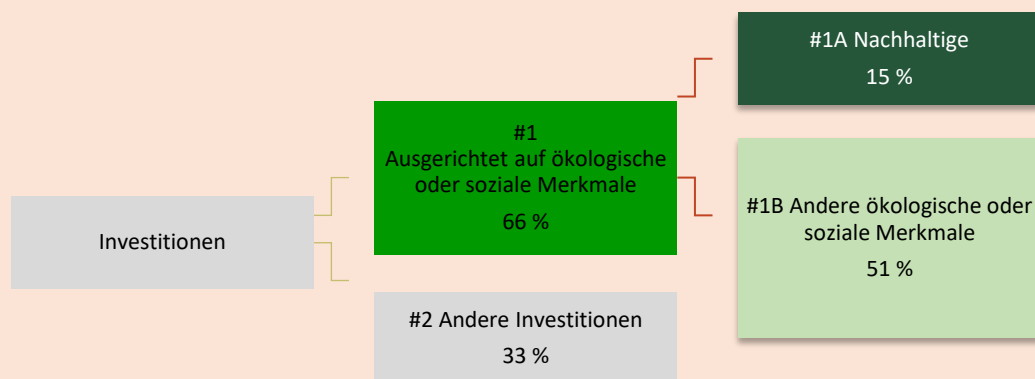 Investitionen
#1
Ausgerichtet auf ökologische
oder soziale Merkmale
66 %
#2 Andere Investitionen
33 %
#1A Nachhaltige
15 %
#1B Andere ökologische oder
soziale Merkmale
51 %